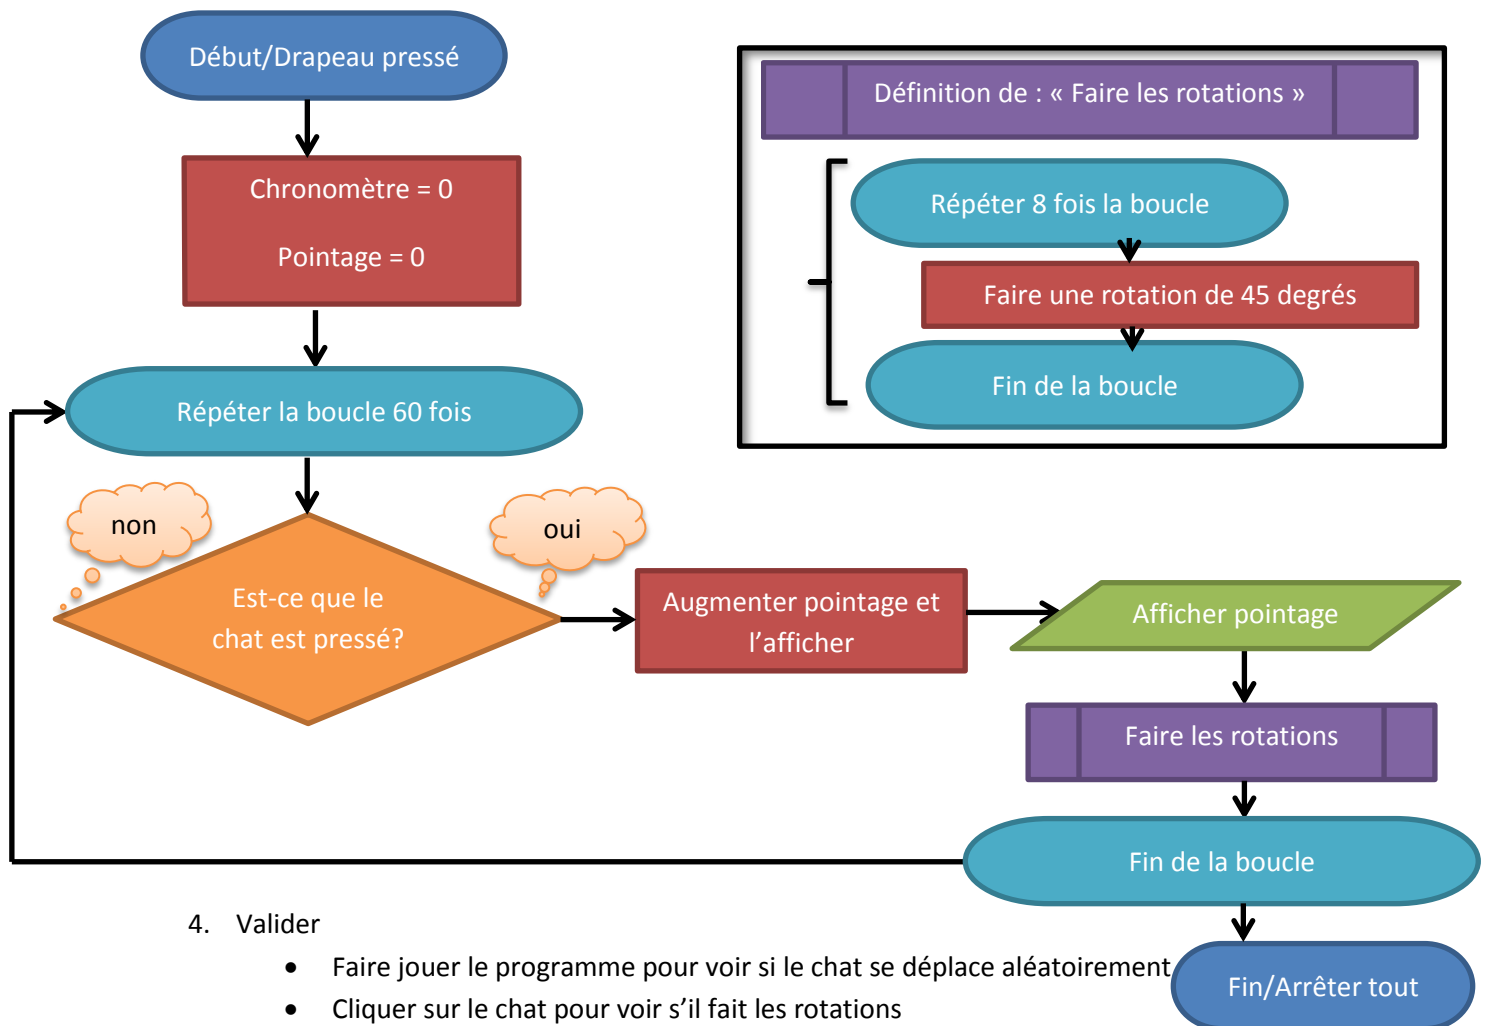 Début/Drapeau pressé
Chronomètre = 0
Pointage = 0
Répéter la boucle 60 fois
non
oui
Est-ce que le
chat est pressé?
Augmenter pointage et
l’afficher
Afficher pointage
Faire les rotations
Fin de la boucle
Fin/Arrêter tout
Définition de : « Faire les rotations »
Répéter 8 fois la boucle
Faire une rotation de 45 degrés
Fin de la boucle
4. Valider
• Faire jouer le programme pour voir si le chat se déplace aléatoirement
• Cliquer sur le chat pour voir s’il fait les rotations